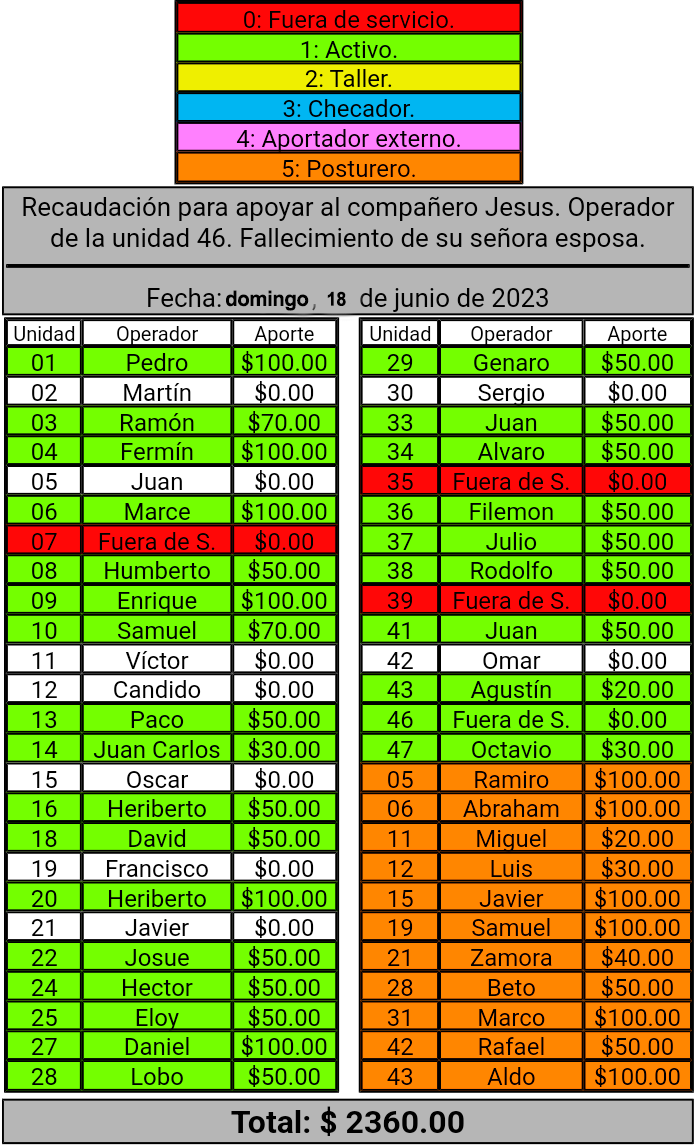 0: Fuera de servicio.
1: Activo.
2: Taller.
3: Checador.
4: Aportador externo.
5: Posturero.
Recaudación para apoyar al compañero Jesus. Operador
de la unidad 46. Fallecimiento de su señora esposa.
Fecha: domingo, 18 de junio de 2023
Unidad Operador Aporte
01 Pedro $100.00
02 Martín $0.00
03 Ramón $70.00
04 Fermín $100.00
05 Juan $0.00
06 Marce $100.00
07 Fuera de S. $0.00
08 Humberto $50.00
09 Enrique $100.00
10 Samuel $70.00
11 Víctor $0.00
12 Candido $0.00
13 Paco $50.00
14 Juan Carlos $30.00
15 Oscar $0.00
16 Heriberto $50.00
18 David $50.00
19 Francisco $0.00
20 Heriberto $100.00
21 Javier $0.00
22 Josue $50.00
24 Hector $50.00
25 Eloy $50.00
27 Daniel $100.00
28 Lobo $50.00
Unidad Operador Aporte
29 Genaro $50.00
30 Sergio $0.00
33 Juan $50.00
34 Alvaro $50.00
35 Fuera de S. $0.00
36 Filemon $50.00
37 Julio $50.00
38 Rodolfo $50.00
39 Fuera de S. $0.00
41 Juan $50.00
42 Omar $0.00
43 Agustín $20.00
46 Fuera de S. $0.00
47 Octavio $30.00
05 Ramiro $100.00
06 Abraham $100.00
11 Miguel $20.00
12 Luis $30.00
15 Javier $100.00
19 Samuel $100.00
21 Zamora $40.00
28 Beto $50.00
31 Marco $100.00
42 Rafael $50.00
43 Aldo $100.00
Total: $ 2360.00